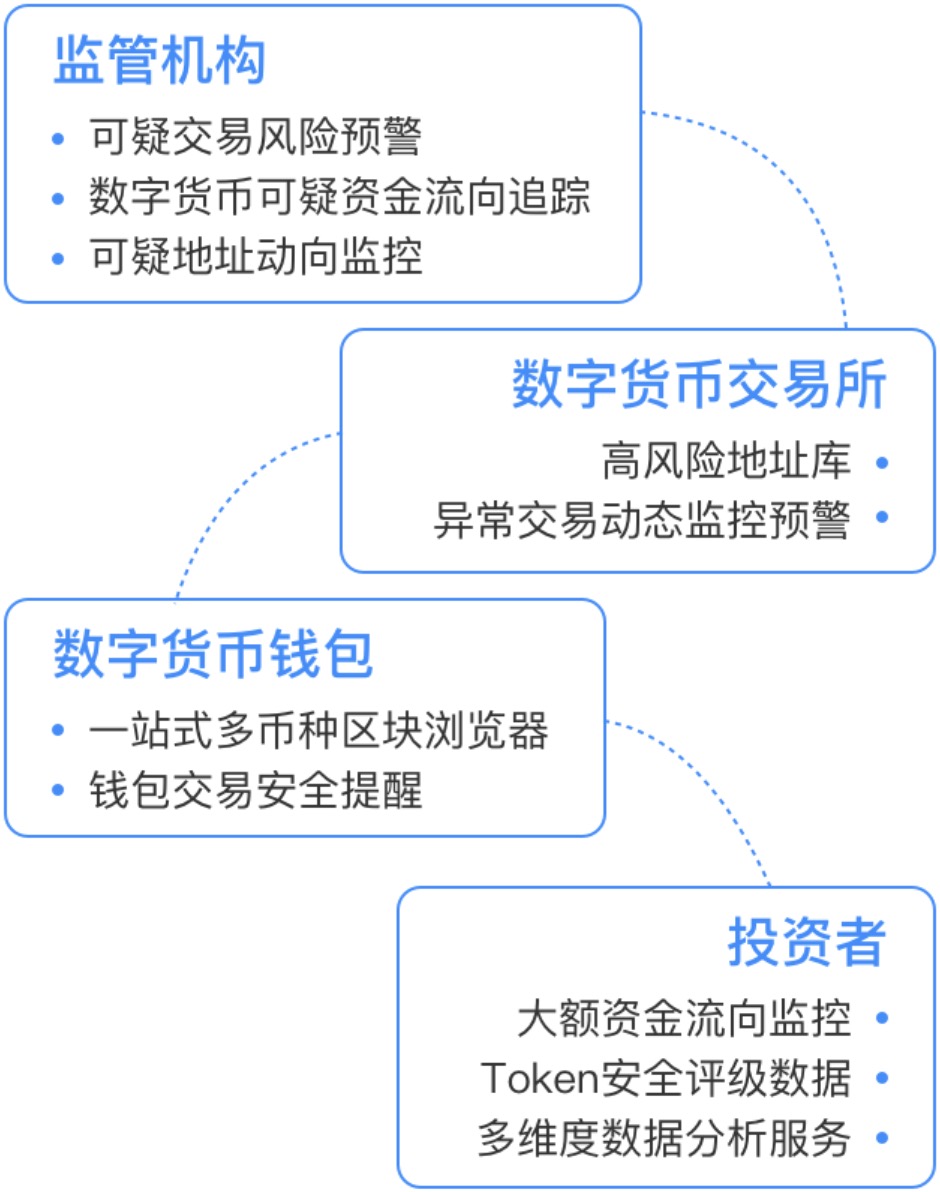 监管机构
可疑交易风险预警
数字货币可疑资金流向追踪
可疑地址动向监控
数字货币交易所
高风险地址库
异常交易动态监控预警
数字货币钱包
一站式多币种区块浏览器
钱包交易安全提醒
投资者
大额资金流向监控
Token安全评级数据
多维度数据分析服务